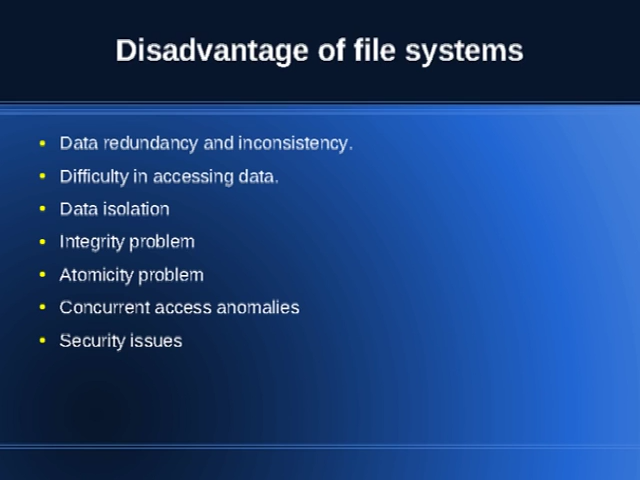 Disadvantage of file systems
Data redundancy and inconsistency.
Difficulty in accessing data.
Data isolation
Integrity problem
Atomicity problem
Concurrent access anomalies
Security issues